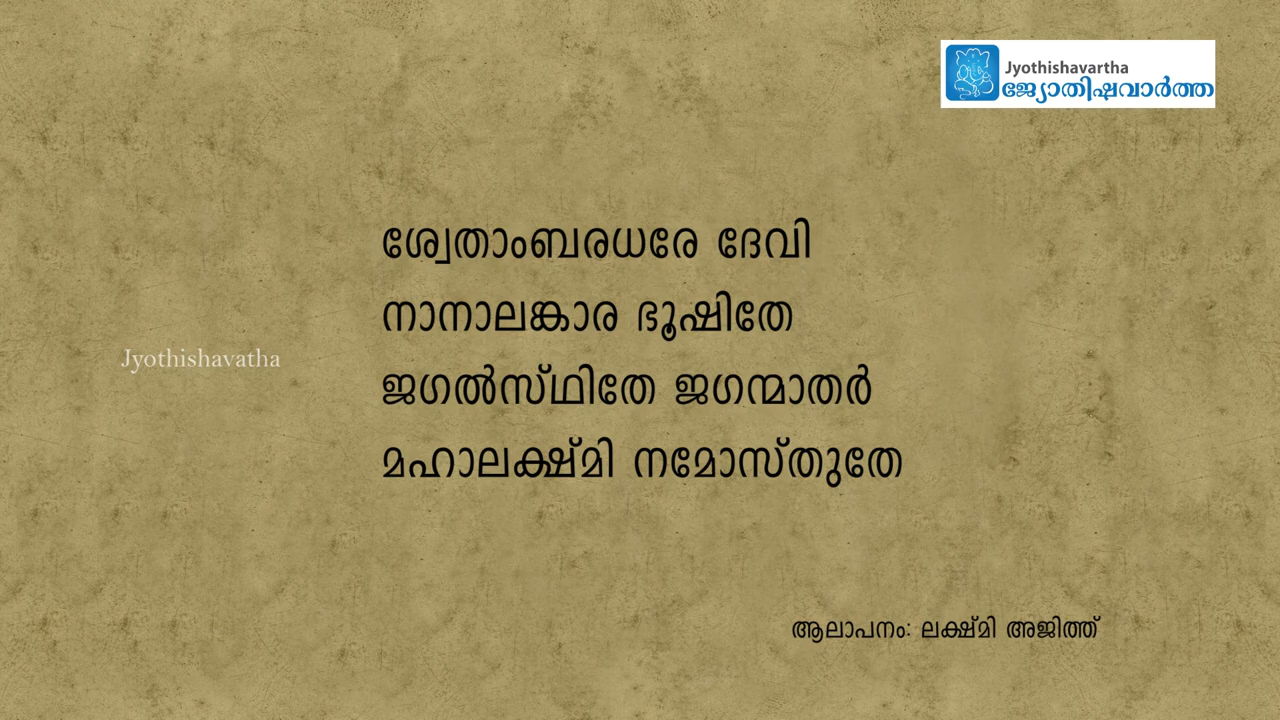 Jyothishavartha
ജ്യോതിഷവാർത്ത
ശ്വേതാംബരധരേ ദേവി
നാനാലങ്കാര ഭൂഷിതേ
ജഗൽസ്ഥിതേ ജഗന്മാതർ
മഹാലക്ഷ്മി നമോസ്തുതേ
Jyothishavatha
ആലാപനം: ലക്ഷ്മി അജിത്ത്